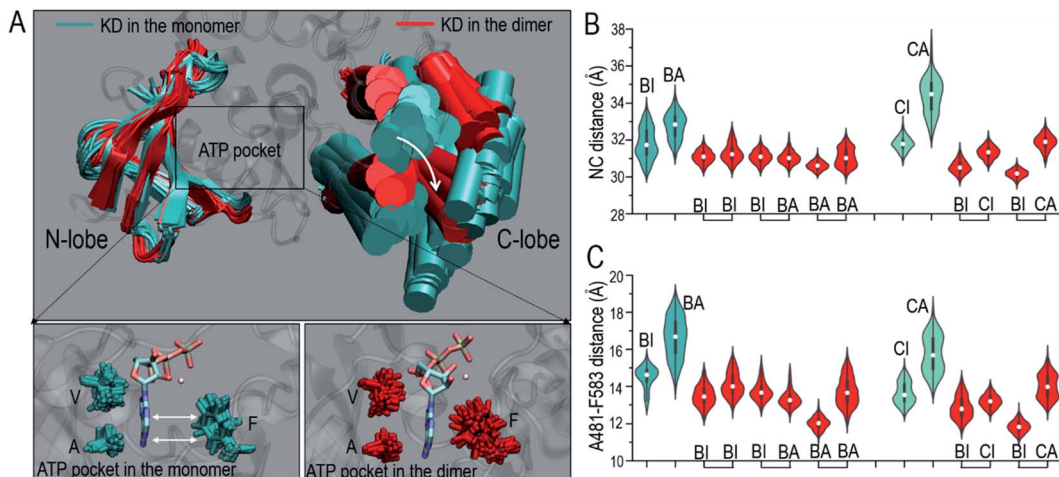 A
KD in the monomer
KD in the dimer
ATP pocket
N-lobe
C-lobe
V
A
F
ATP pocket in the monomer
V
A
F
ATP pocket in the dimer
B
NC distance (Å)
38
36
34
32
30
28
BI
BA
CI
CA
BI BI BI BA BA BA BI CI BI CA
C
A481-F583 distance (Å)
20
18
16
14
12
10
BI
BA
CI
CA
BI BI BI BA BA BA BI CI BI CA